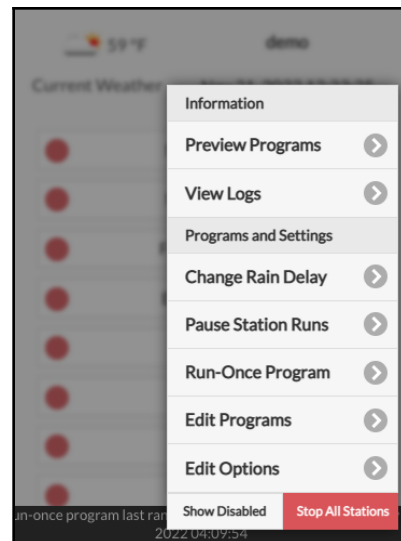 59 °F
demo
Current Weather
Information
Preview Programs
View Logs
Programs and Settings
Change Rain Delay
Pause Station Runs
Run-Once Program
Edit Programs
Edit Options
Show Disabled
Stop All Stations
un-once program last ran
2022 04:09:54